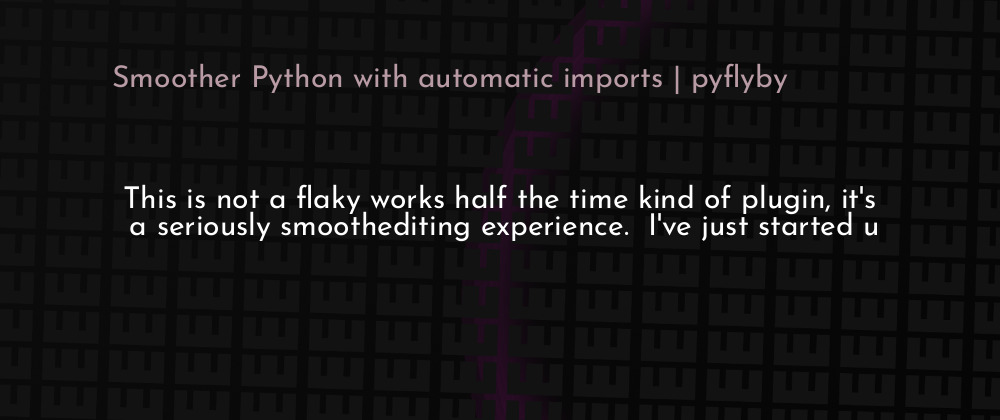 Smoother Python with automatic imports | pyflyby
This is not a flaky works half the time kind of plugin, it's
a seriously smoothediting experience.  I've just started u